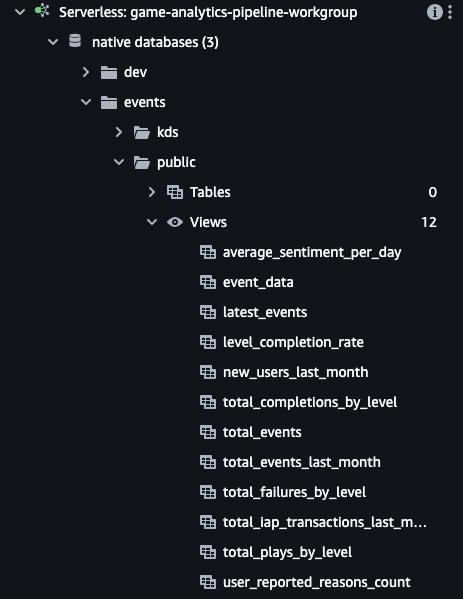 Serverless: game-analytics-pipeline-workgroup
native databases (3)
dev
events
kds
public
Tables 0
Views 12
average_sentiment_per_day
event_data
latest_events
level_completion_rate
new_users_last_month
total_completions_by_level
total_events
total_events_last_month
total_failures_by_level
total_iap_transactions_last_m...
total_plays_by_level
user_reported_reasons_count